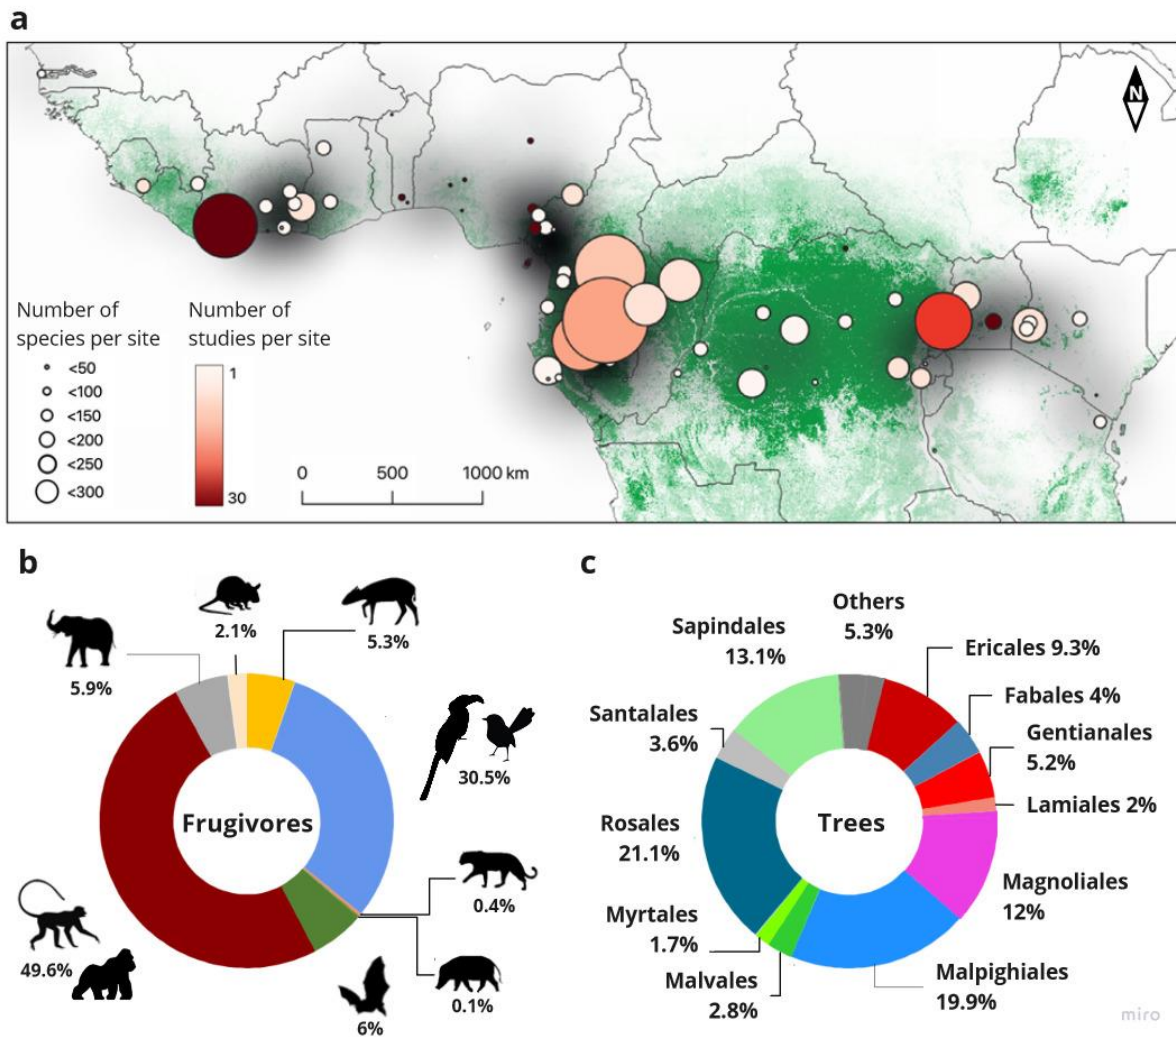 a
N
Number of
species per site
<50
<100
<150
<200
<250
<300
Number of
studies per site
1
30
0 500 1000 km
b
2.1%
5.3%
5.9%
30.5%
Frugivores
0.4%
49.6%
0.1%
6%
c
Others
5.3%
Sapindales
13.1%
Ericales 9.3%
Fabales 4%
Santalales
3.6%
Gentianales
5.2%
Lamiales 2%
Rosales
21.1%
Trees
Magnoliales
12%
Myrtales
1.7%
Malvales
2.8%
Malpighiales
19.9%
miro